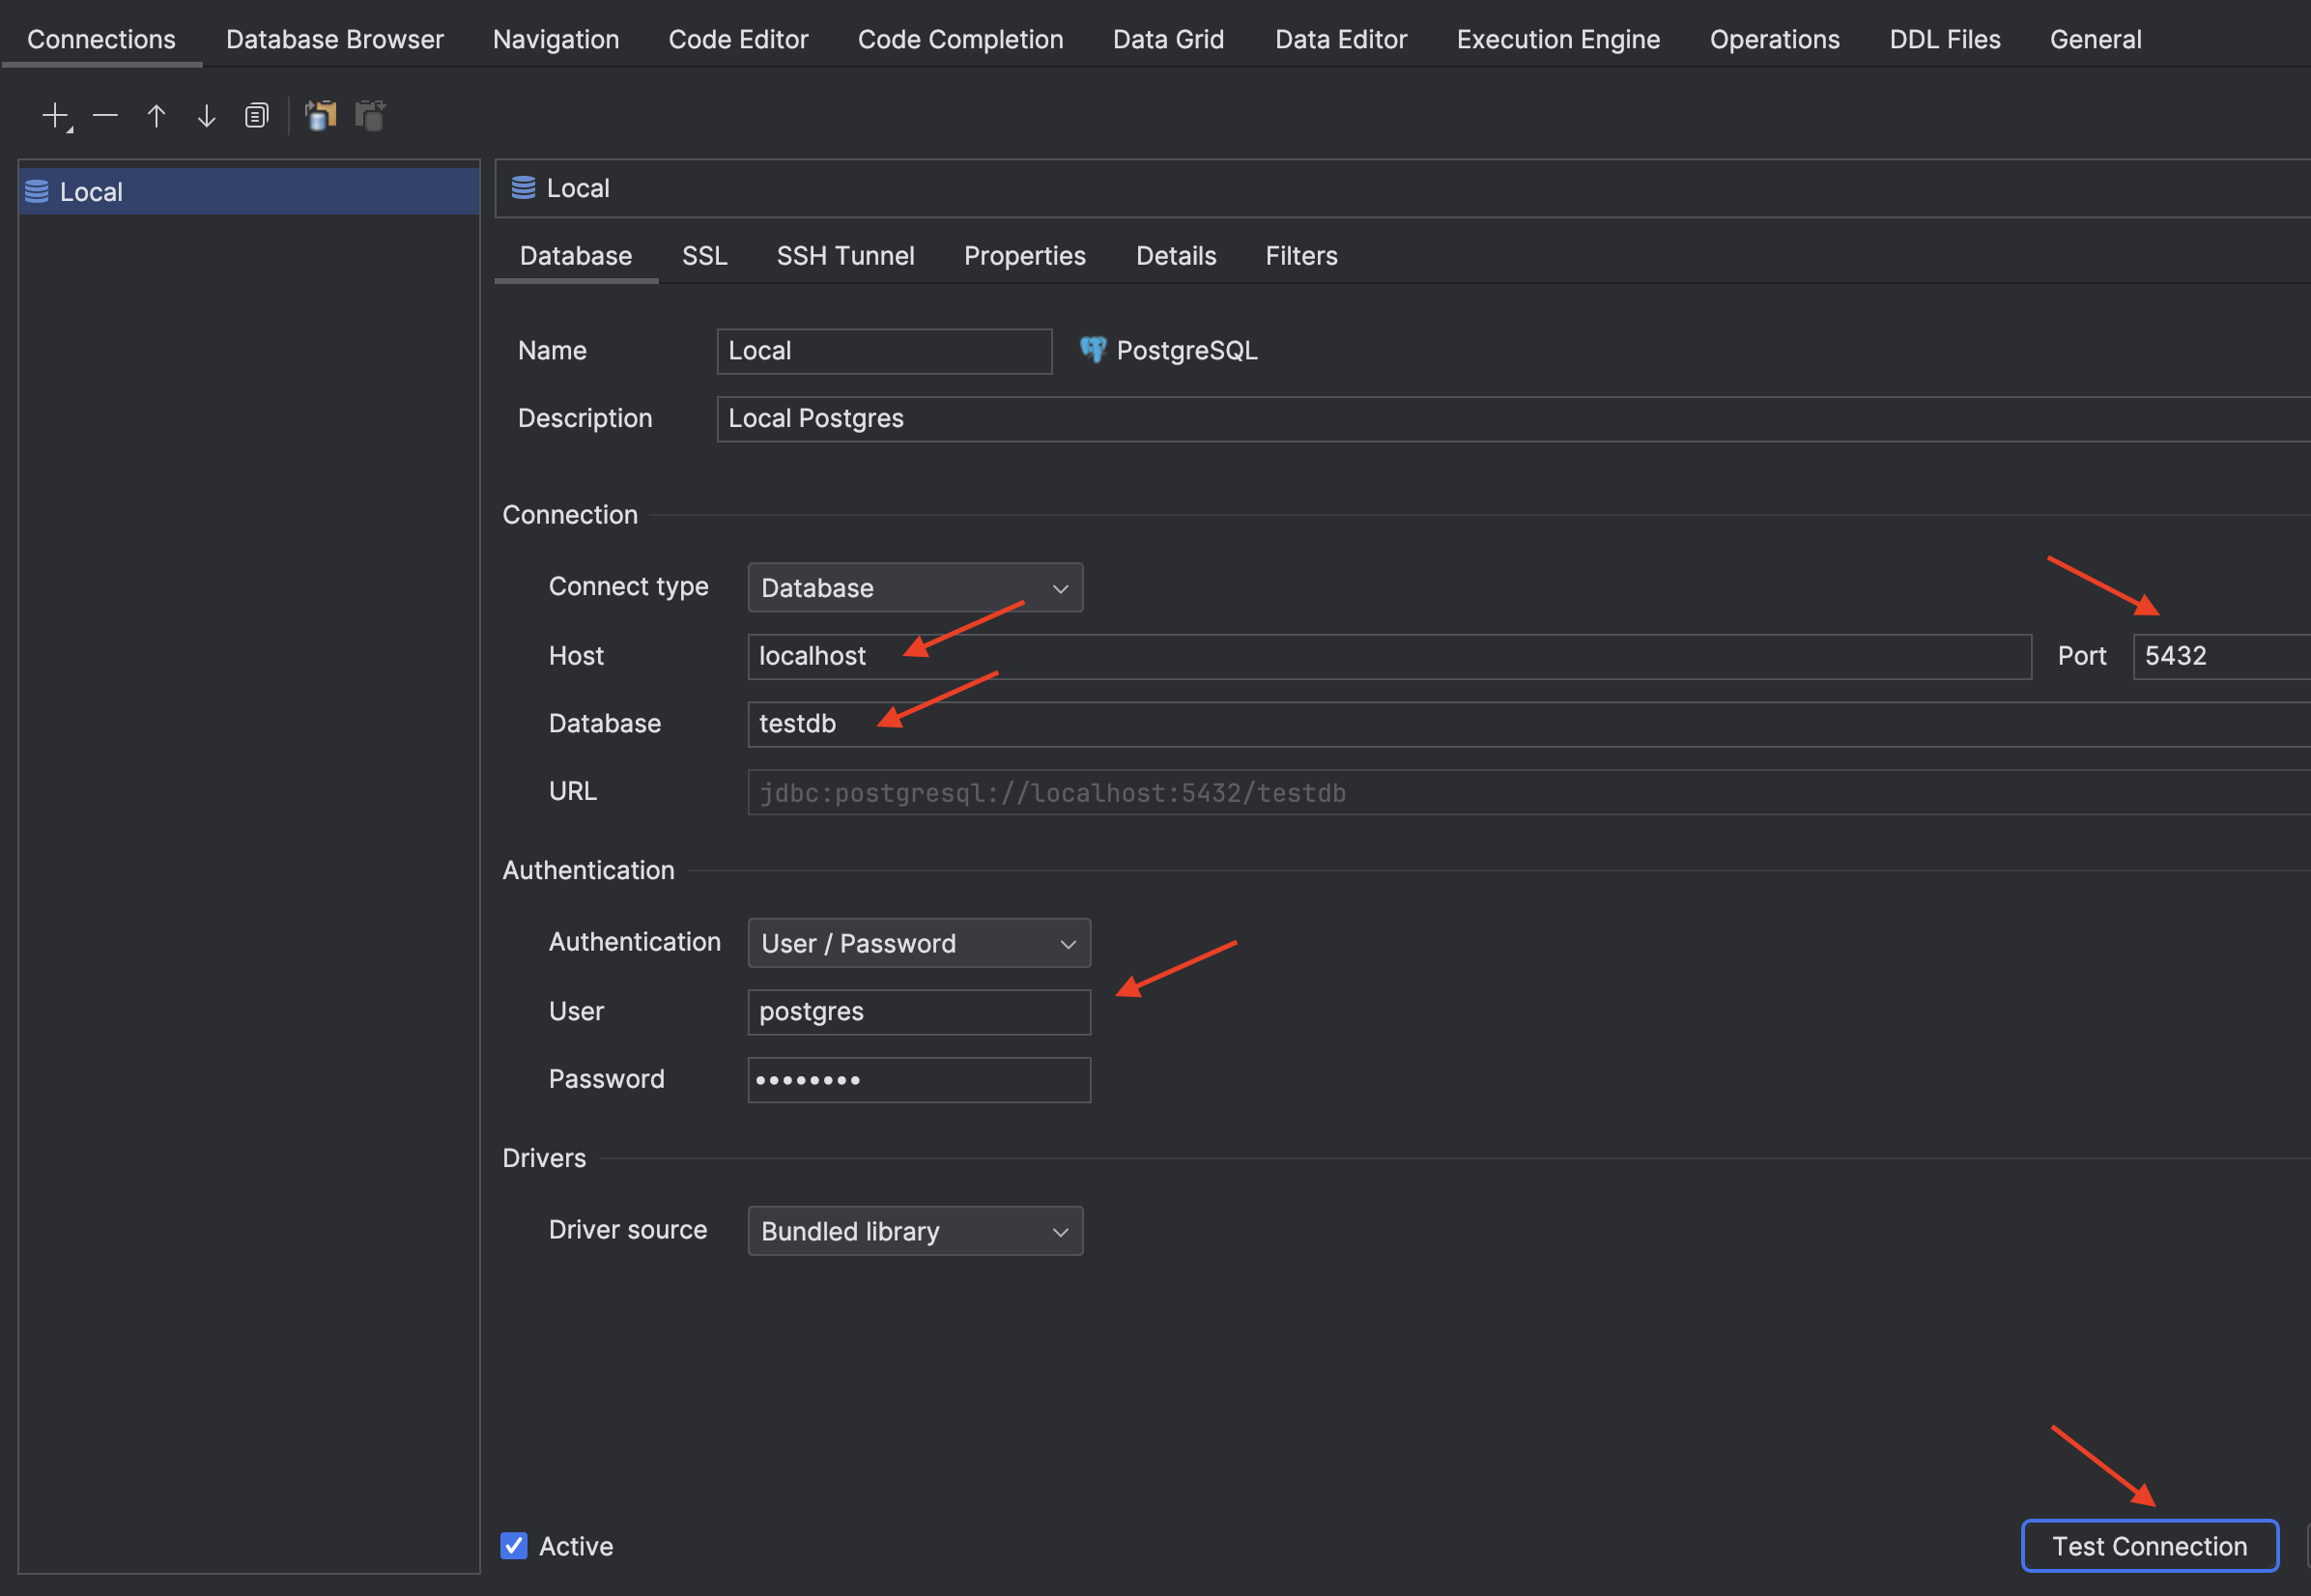 Connections Database Browser Navigation Code Editor Code Completion Data Grid Data Editor Execution Engine Operations DDL Files General
Local
Local
Database SSL SSH Tunnel Properties Details Filters
Name Local PostgreSQL
Description Local Postgres
Connection
Connect type Database
Host localhost Port 5432
Database testdb
URL jdbc:postgresql://localhost:5432/testdb
Authentication
Authentication User / Password
User postgres
Password ••••••••
Drivers
Driver source Bundled library
Active Test Connection